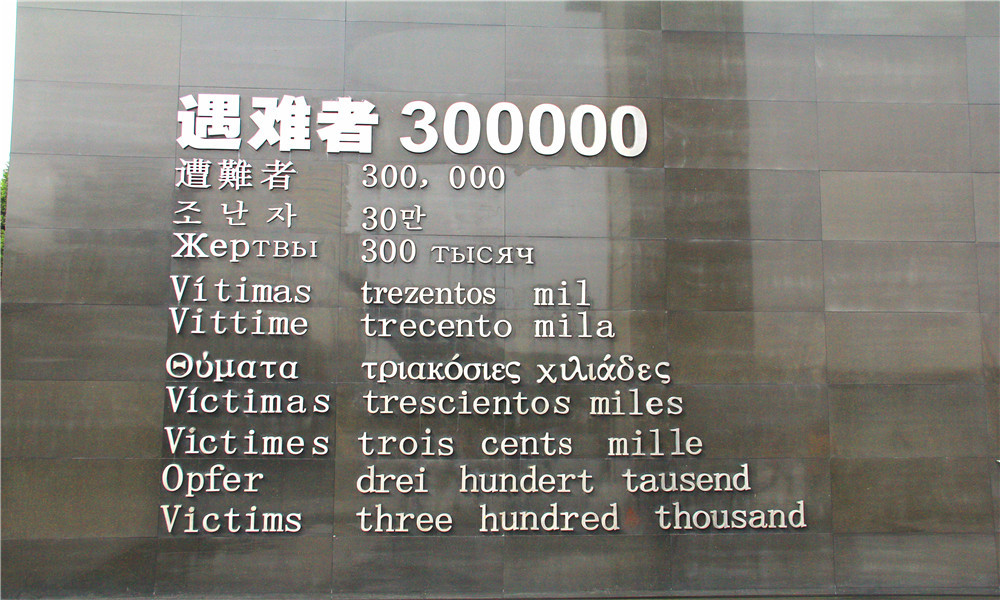 遇难者 300000
遭難者 300，000
조난자 30만
Жертвы 300 тысяч
Vítimas trezentos mil
Vittime trecento mila
Θύματα τριακόσιες χιλιάδες
Víctimas trescientos miles
Victimes trois cents mille
Opfer drei hundert tausend
Victims three hundred thousand